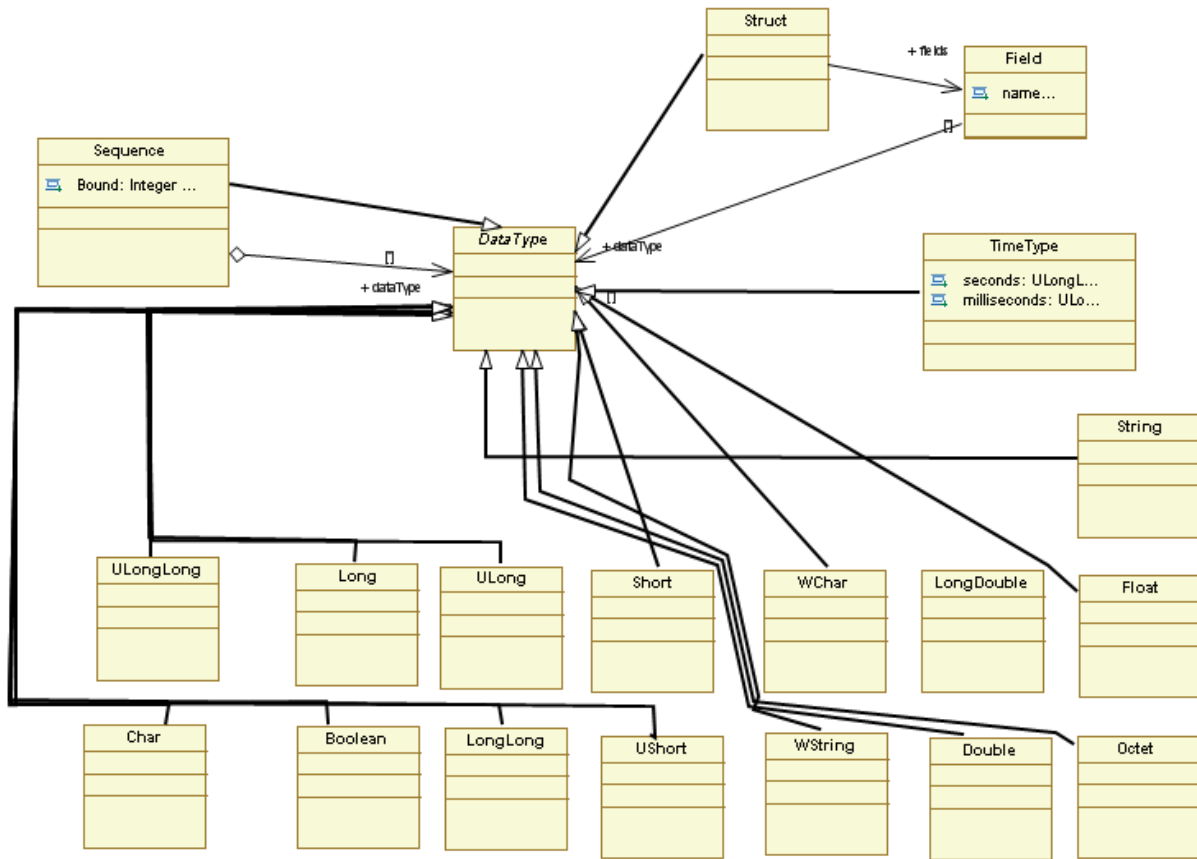 Struct
+ fields
Field
name...
[]
Sequence
Bound: Integer ...
DataType
+ dataType
[]
+ dataType
[]
TimeType
seconds: ULongL...
milliseconds: ULo...
String
ULongLong
Long
ULong
Short
WChar
LongDouble
Float
Char
Boolean
LongLong
UShort
WString
Double
Octet